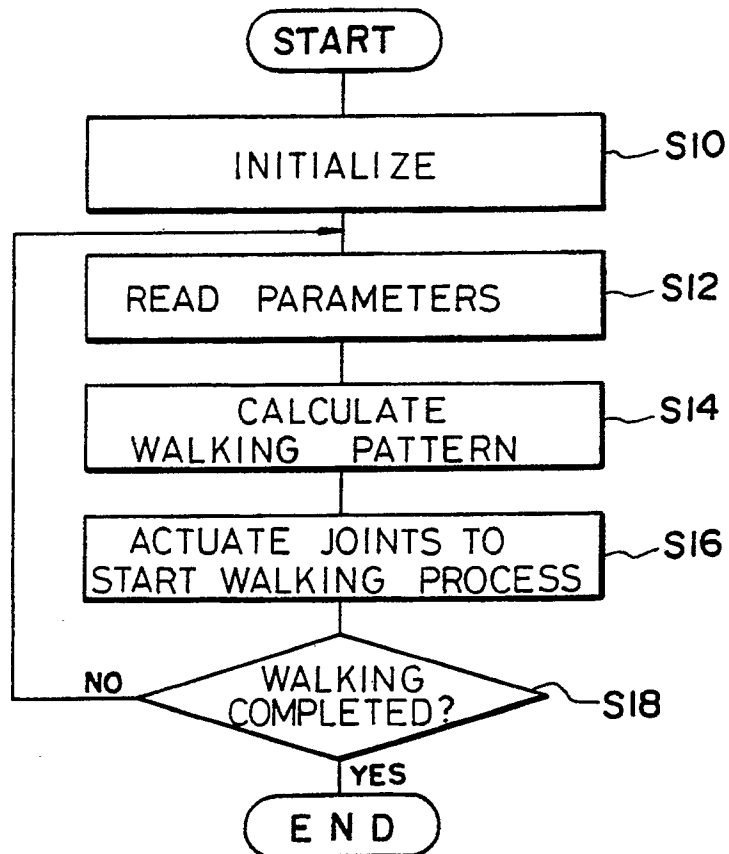 START
INITIALIZE
S10
READ PARAMETERS
S12
CALCULATE
WALKING PATTERN
S14
ACTUATE JOINTS TO
START WALKING PROCESS
S16
WALKING
COMPLETED?
S18
NO
YES
END